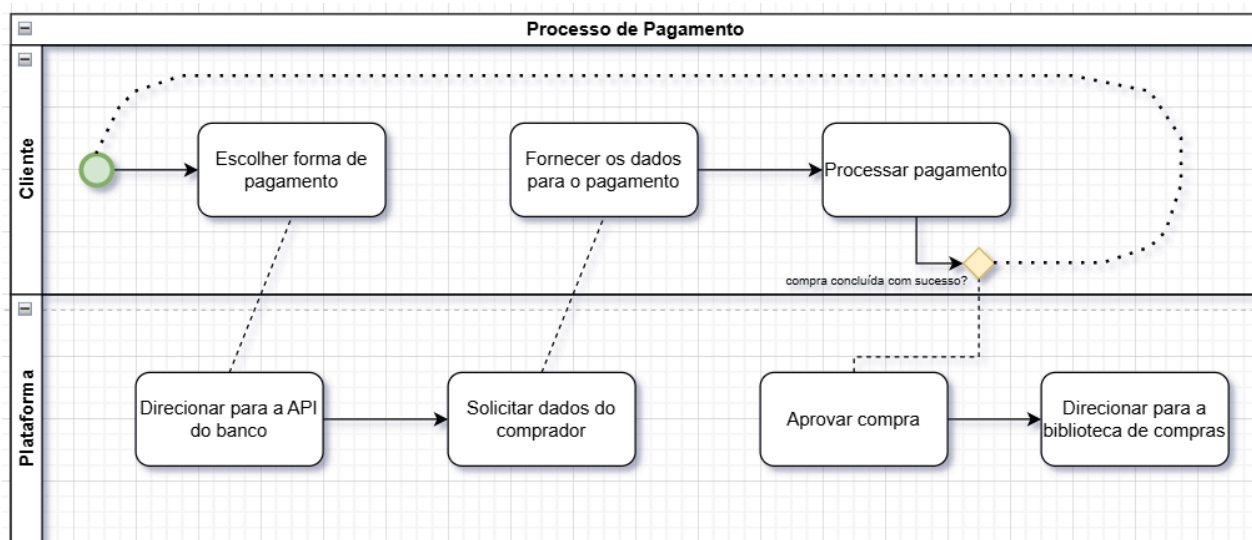 Processo de Pagamento
Cliente
Escolher forma de
pagamento
Fornecer os dados
para o pagamento
Processar pagamento
compra concluída com sucesso?
Plataforma
Direcionar para a API
do banco
Solicitar dados do
comprador
Aprovar compra
Direcionar para a
biblioteca de compras